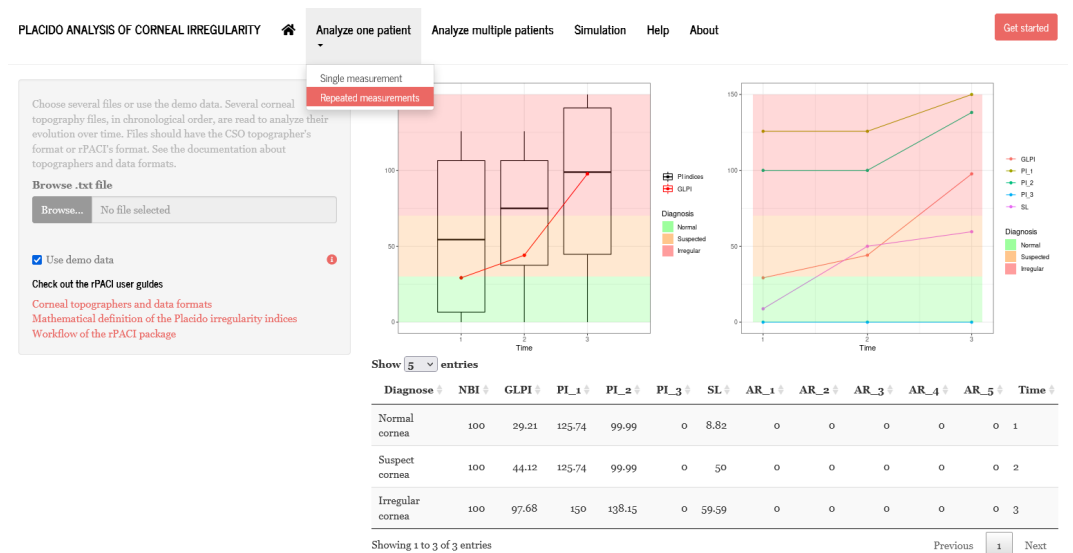 PLACIDO ANALYSIS OF CORNEAL IRREGULARITY Analyze one patient Analyze multiple patients Simulation Help About Get started
Single measurement
Repeated measurements
Choose several files or use the demo data. Several corneal
topography files, in chronological order, are read to analyze their
evolution over time. Files should have the CSO topographer's
format or rPACI's format. See the documentation about
topographers and data formats.
Browse .txt file
Browse... No file selected
Use demo data
Check out the rPACI user guides
Corneal topographers and data formats
Mathematical definition of the Placido irregularity indices
Workflow of the rPACI package
100
50
0
1 2 3
Time
PI indices
GLPI
Diagnosis
Normal
Suspected
Irregular
150
100
50
0
1 2 3
Time
GLPI
PI_1
PI_2
PI_3
SL
Diagnosis
Normal
Suspected
Irregular
Show 5 entries
Diagnose NBI GLPI PI_1 PI_2 PI_3 SL AR_1 AR_2 AR_3 AR_4 AR_5 Time
Normal
cornea 100 29.21 125.74 99.99 0 8.82 0 0 0 0 0 1
Suspect
cornea 100 44.12 125.74 99.99 0 50 0 0 0 0 0 2
Irregular
cornea 100 97.68 150 138.15 0 59.59 0 0 0 0 0 3
Showing 1 to 3 of 3 entries Previous 1 Next